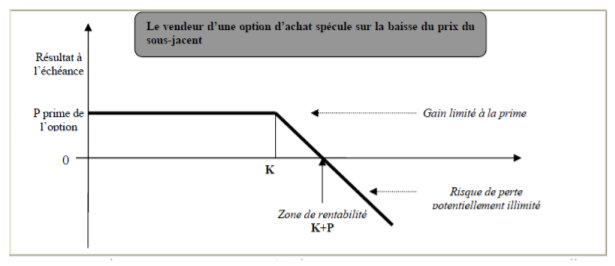 Le vendeur d'une option d'achat spécule sur la baisse du prix du
sous-jacent
Résultat à
l'échéance
P prime de
l'option
Gain limité à la prime
0
K
Risque de perte
potentiellement illimité
Zone de rentabilité
K+P